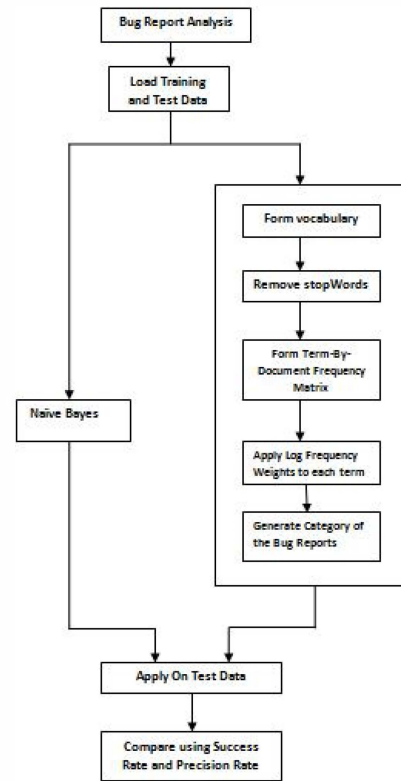 Bug Report Analysis
Load Training
and Test Data
Form vocabulary
Remove stopWords
Form Term-By-
Document Frequency
Matrix
Naïve Bayes
Apply Log Frequency
Weights to each term
Generate Category of
the Bug Reports
Apply On Test Data
Compare using Success
Rate and Precision Rate